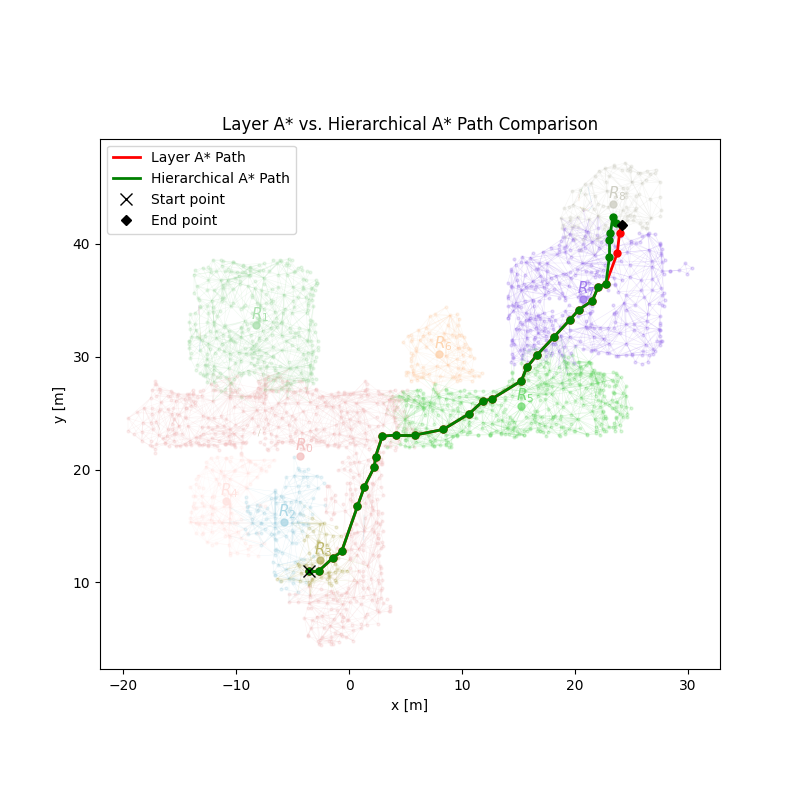 Layer A* vs. Hierarchical A* Path Comparison
Layer A* Path
Hierarchical A* Path
Start point
End point
R8
R7
R1
R6
R5
R0
R3
y [m]
40
30
20
10
−20
−10
0
10
20
30
x [m]